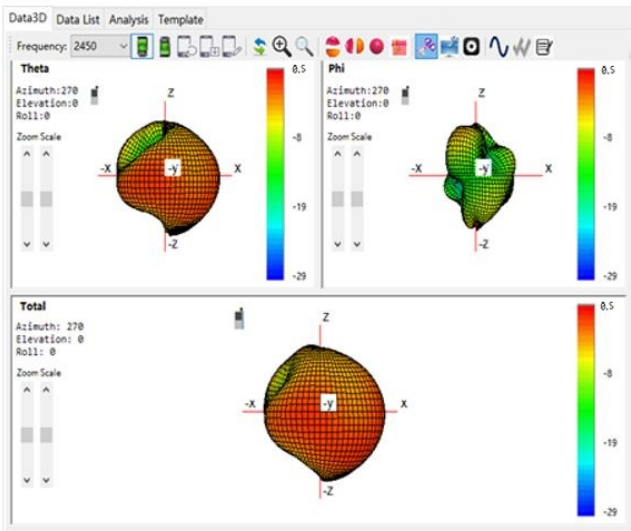 Data3D Data List Analysis Template
Frequency: 2450
Theta
Azimuth:270
Elevation:0
Roll:0
Zoom Scale
Z
-X
-y
X
-Z
0.5
-8
-19
-29
Phi
Azimuth:270
Elevation:0
Roll:0
Zoom Scale
Z
-X
-y
X
-Z
0.5
-8
-19
-29
Total
Azimuth: 270
Elevation: 0
Roll: 0
Zoom Scale
Z
-X
-y
X
-Z
0.5
-8
-19
-29